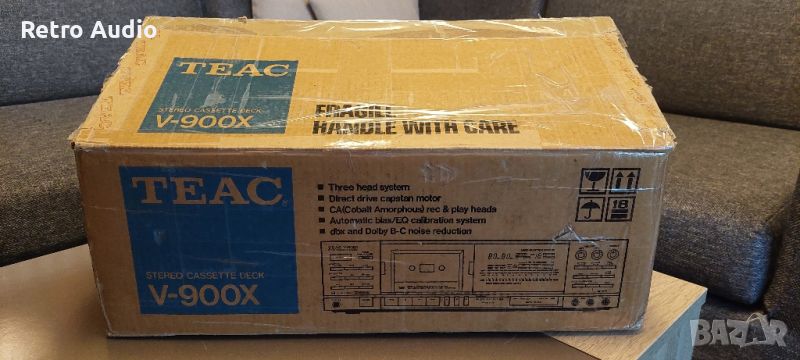 Retro Audio
TEAC
STEREO CASSETTE DECK
V-900X
FRAGILE
HANDLE WITH CARE
TEAC
STEREO CASSETTE DECK
V-900X
■ Three head system
■ Direct drive capstan motor
■ CA(Cobalt Amorphous) rec & play heads
■ Automatic bias/EQ calibration system
■ dbx and Dolby B-C noise reduction
18
BAZAR